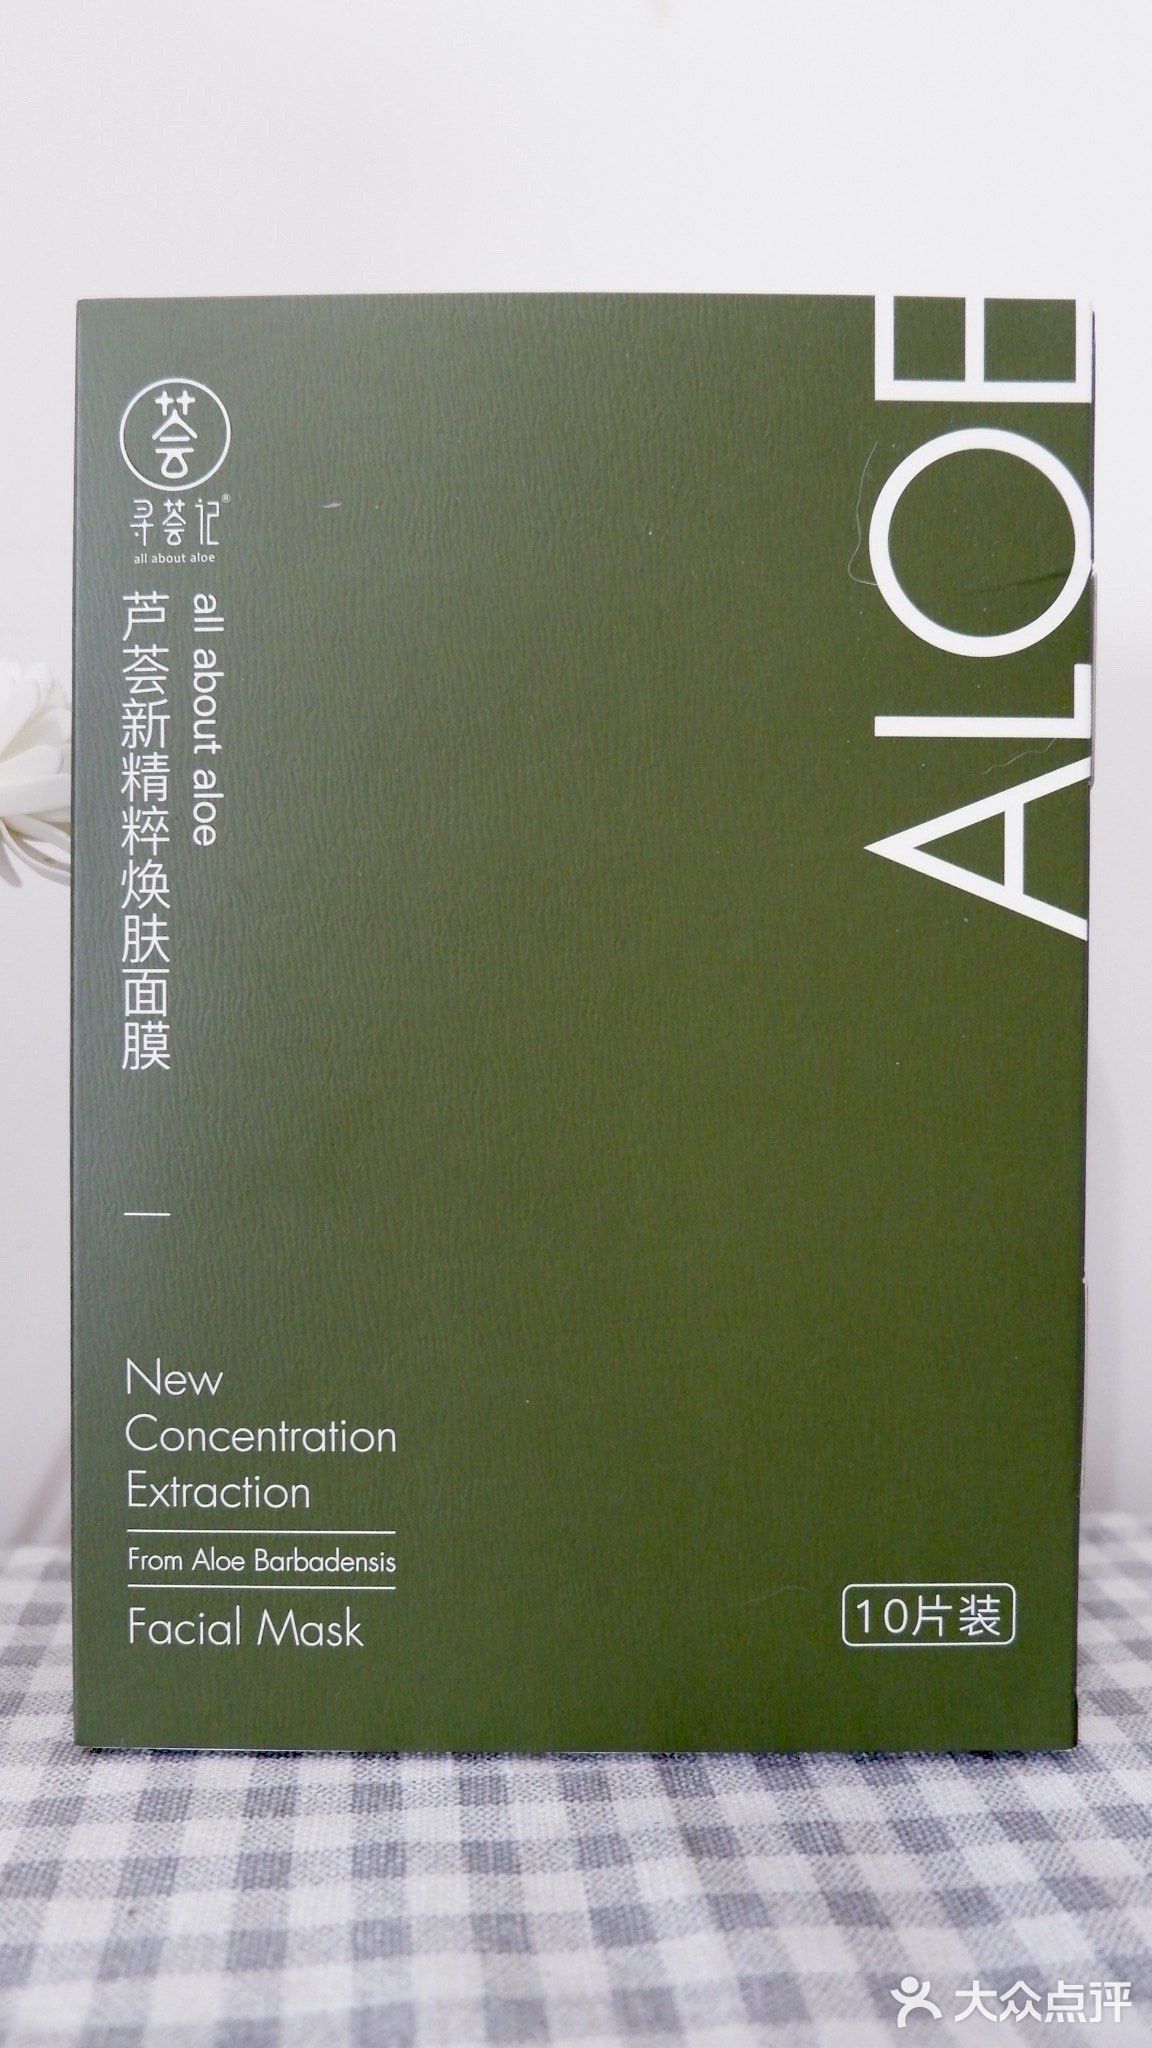 荟
寻荟记®
all about aloe
芦荟新精粹焕肤面膜
all about aloe
ALOE
New
Concentration
Extraction
From Aloe Barbadensis
Facial Mask
10片装
大众点评